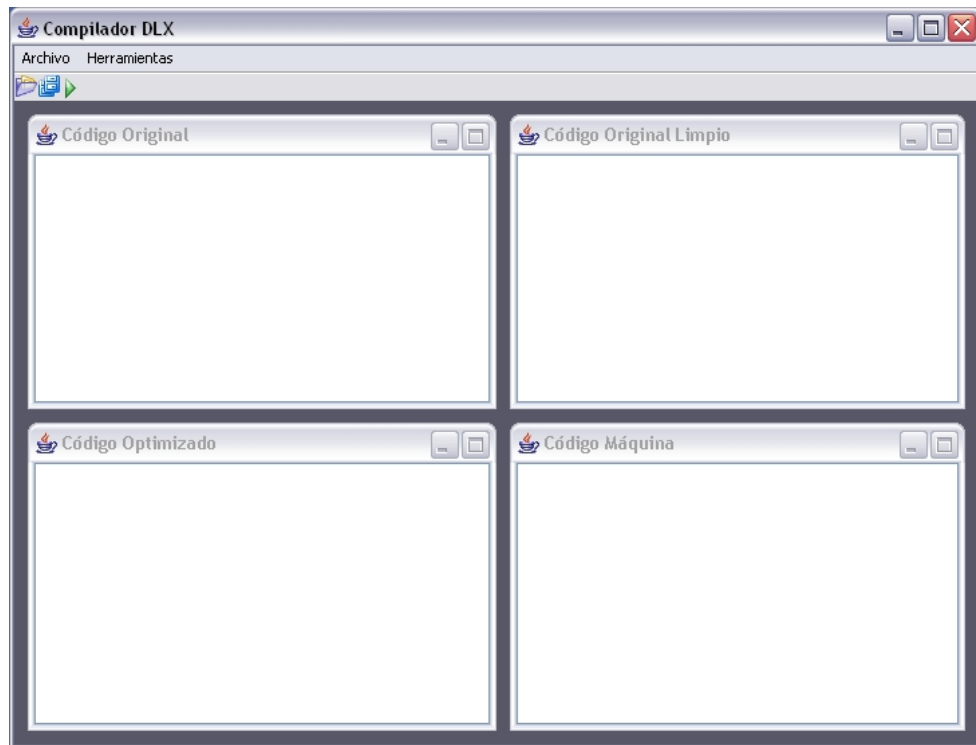 Compilador DLX
Archivo Herramientas
Código Original
Código Original Limpio
Código Optimizado
Código Máquina